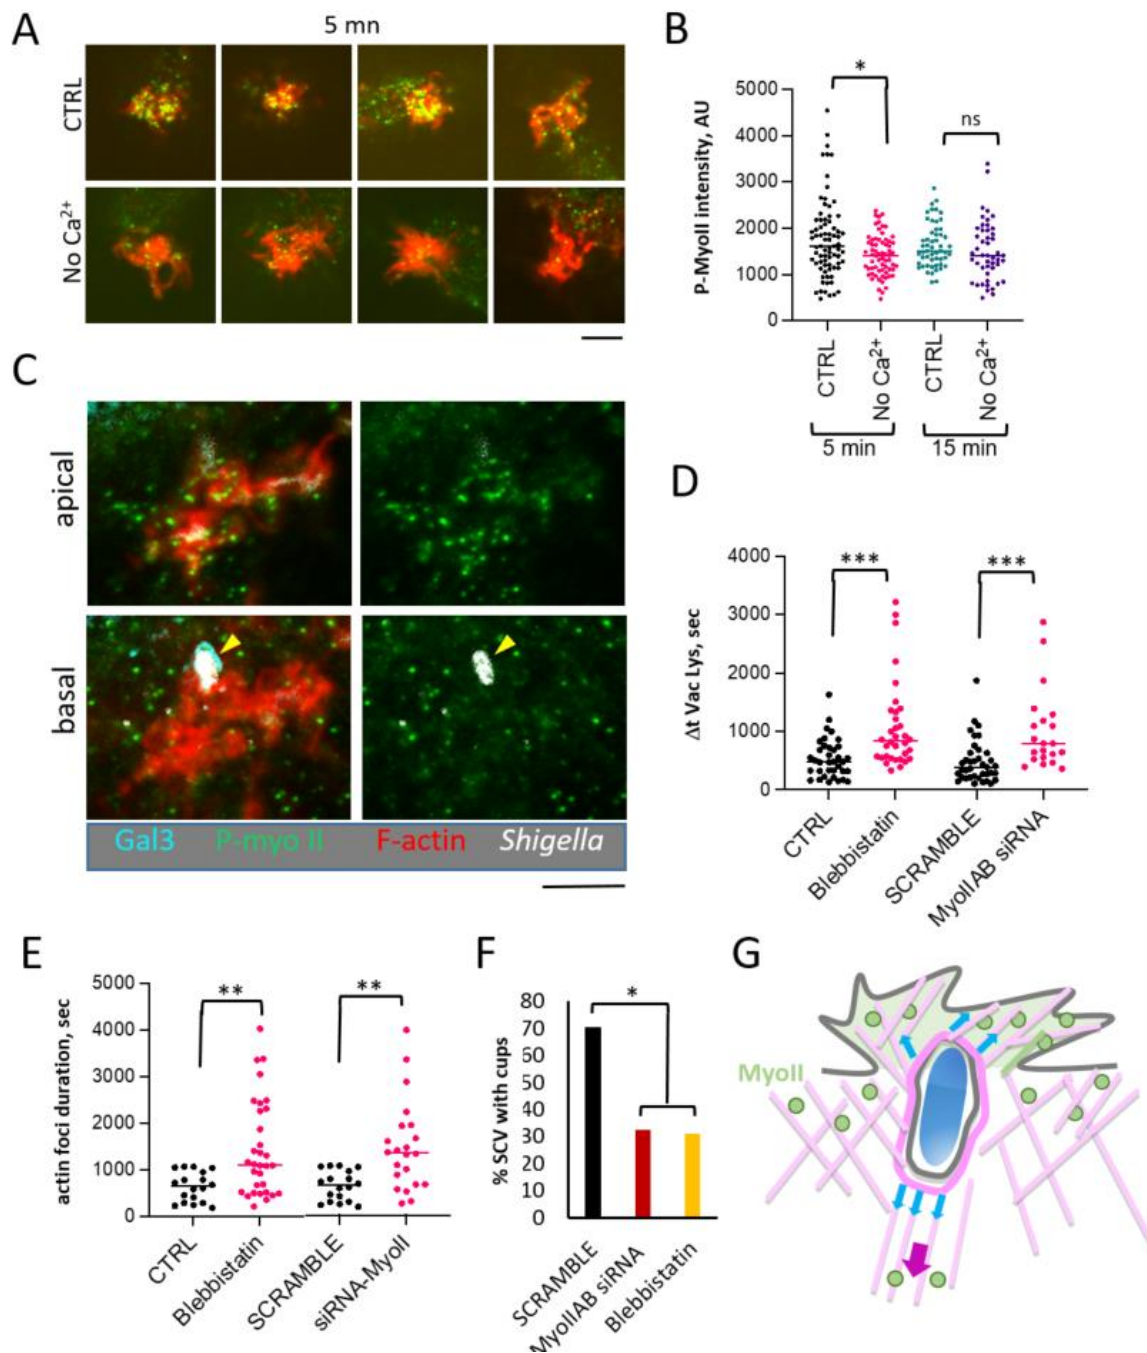 A
5 mn
CTRL
No Ca²⁺
B
P-MyoII intensity, AU
5000
4000
3000
2000
1000
0
*
ns
CTRL
No Ca²⁺
CTRL
No Ca²⁺
5 min
15 min
C
apical
basal
Gal3 P-myo II F-actin Shigella
D
Δt Vac Lys, sec
4000
3000
2000
1000
0
***
***
CTRL
Blebbistatin
SCRAMBLE
MyoIIAB siRNA
E
actin foci duration, sec
5000
4000
3000
2000
1000
0
**
**
CTRL
Blebbistatin
SCRAMBLE
siRNA-MyoII
F
% SCV with cups
80
70
60
50
40
30
20
10
0
*
SCRAMBLE
MyoIIAB siRNA
Blebbistatin
G
MyoII